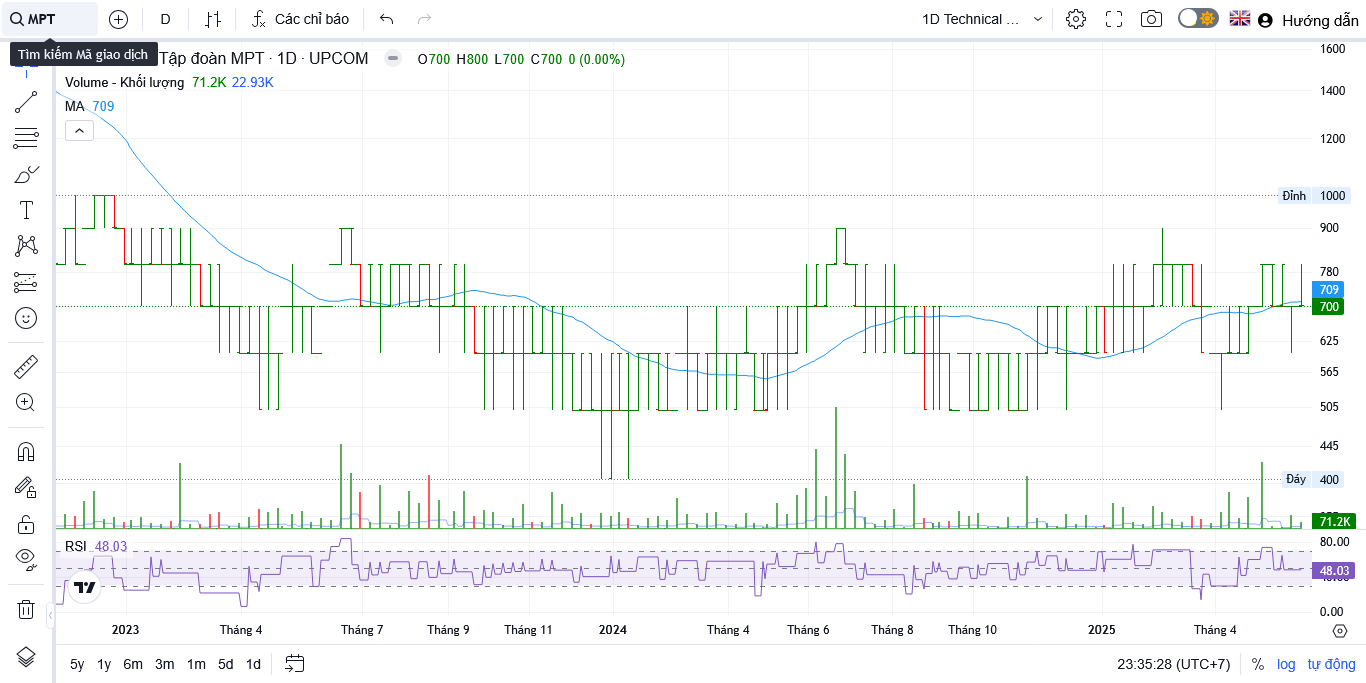 MPT
D
Các chỉ báo
1D Technical ...
Hướng dẫn
Tìm kiếm Mã giao dịch
Tập đoàn MPT · 1D · UPCOM
O700 H800 L700 C700 0 (0.00%)
Volume - Khối lượng 71.2K 22.93K
MA 709
1600
1400
1200
Đỉnh 1000
900
780
709
700
625
565
505
445
Đáy 400
71.2K
RSI 48.03
80.00
48.03
0.00
2023
Tháng 4
Tháng 7
Tháng 9
Tháng 11
2024
Tháng 4
Tháng 6
Tháng 8
Tháng 10
2025
Tháng 4
5y 1y 6m 3m 1m 5d 1d
23:35:28 (UTC+7)
% log tự động